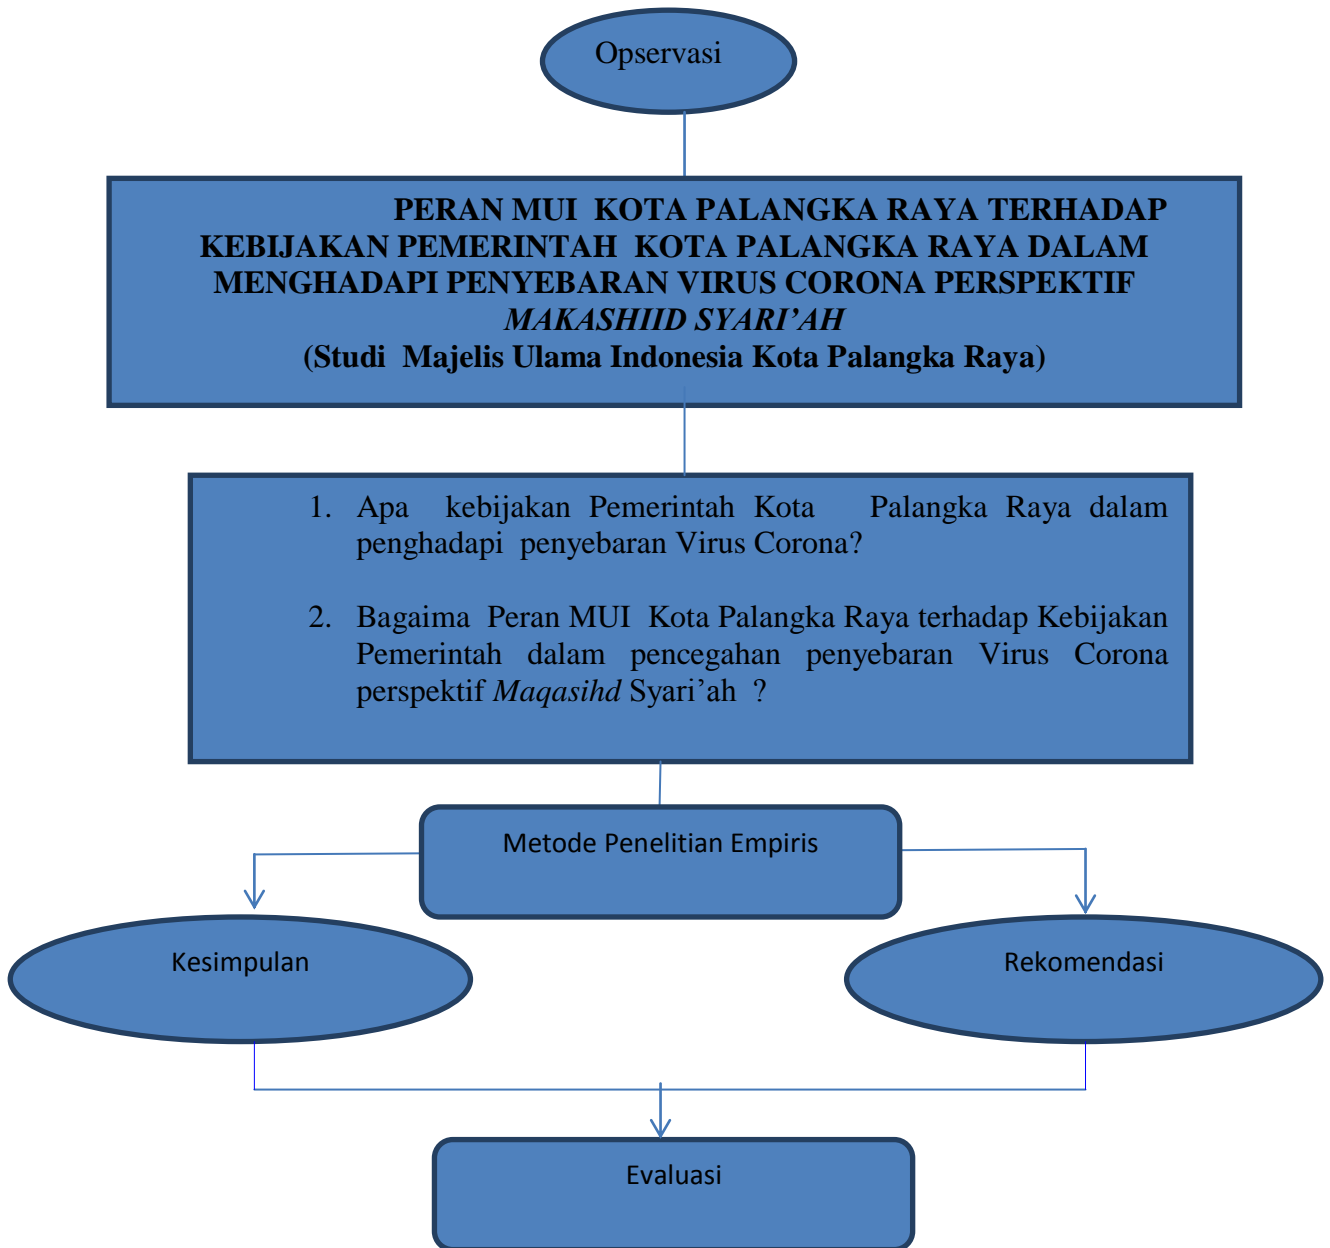 Opservasi
PERAN MUI KOTA PALANGKA RAYA TERHADAP
KEBIJAKAN PEMERINTAH KOTA PALANGKA RAYA DALAM
MENGHADAPI PENYEBARAN VIRUS CORONA PERSPEKTIF
MAKASHIID SYARI’AH
(Studi Majelis Ulama Indonesia Kota Palangka Raya)
1. Apa kebijakan Pemerintah Kota Palangka Raya dalam
penghadapi penyebaran Virus Corona?
2. Bagaima Peran MUI Kota Palangka Raya terhadap Kebijakan
Pemerintah dalam pencegahan penyebaran Virus Corona
perspektif Maqasihd Syari’ah ?
Metode Penelitian Empiris
Kesimpulan
Rekomendasi
Evaluasi